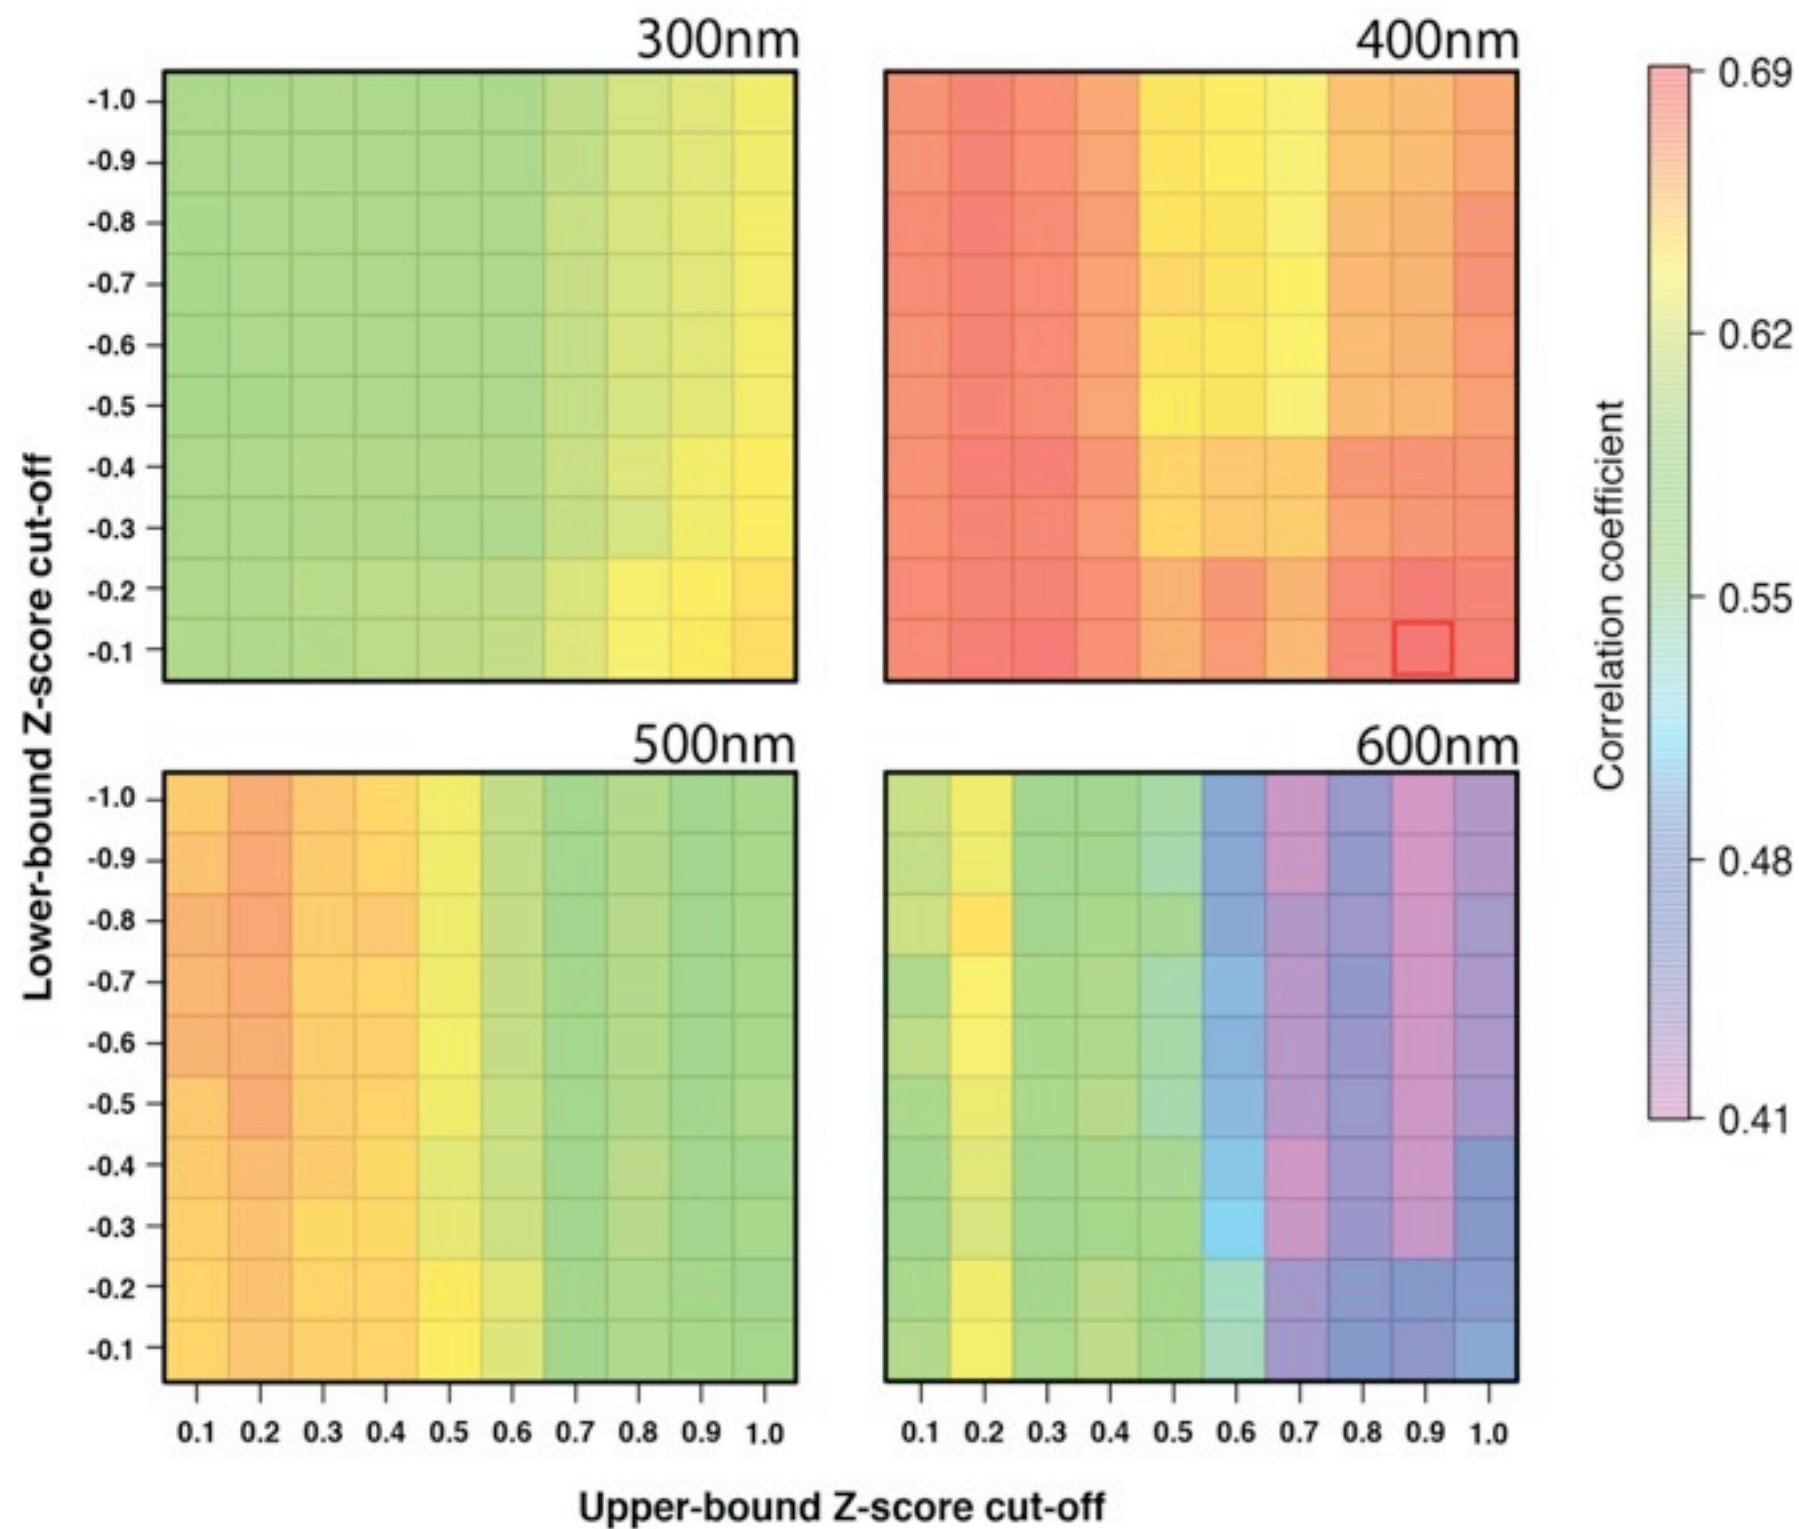 300nm
400nm
-1.0
-0.9
-0.8
-0.7
-0.6
-0.5
-0.4
-0.3
-0.2
-0.1
500nm
600nm
-1.0
-0.9
-0.8
-0.7
-0.6
-0.5
-0.4
-0.3
-0.2
-0.1
0.1 0.2 0.3 0.4 0.5 0.6 0.7 0.8 0.9 1.0
0.1 0.2 0.3 0.4 0.5 0.6 0.7 0.8 0.9 1.0
Lower-bound Z-score cut-off
Upper-bound Z-score cut-off
0.69
0.62
0.55
0.48
0.41
Correlation coefficient